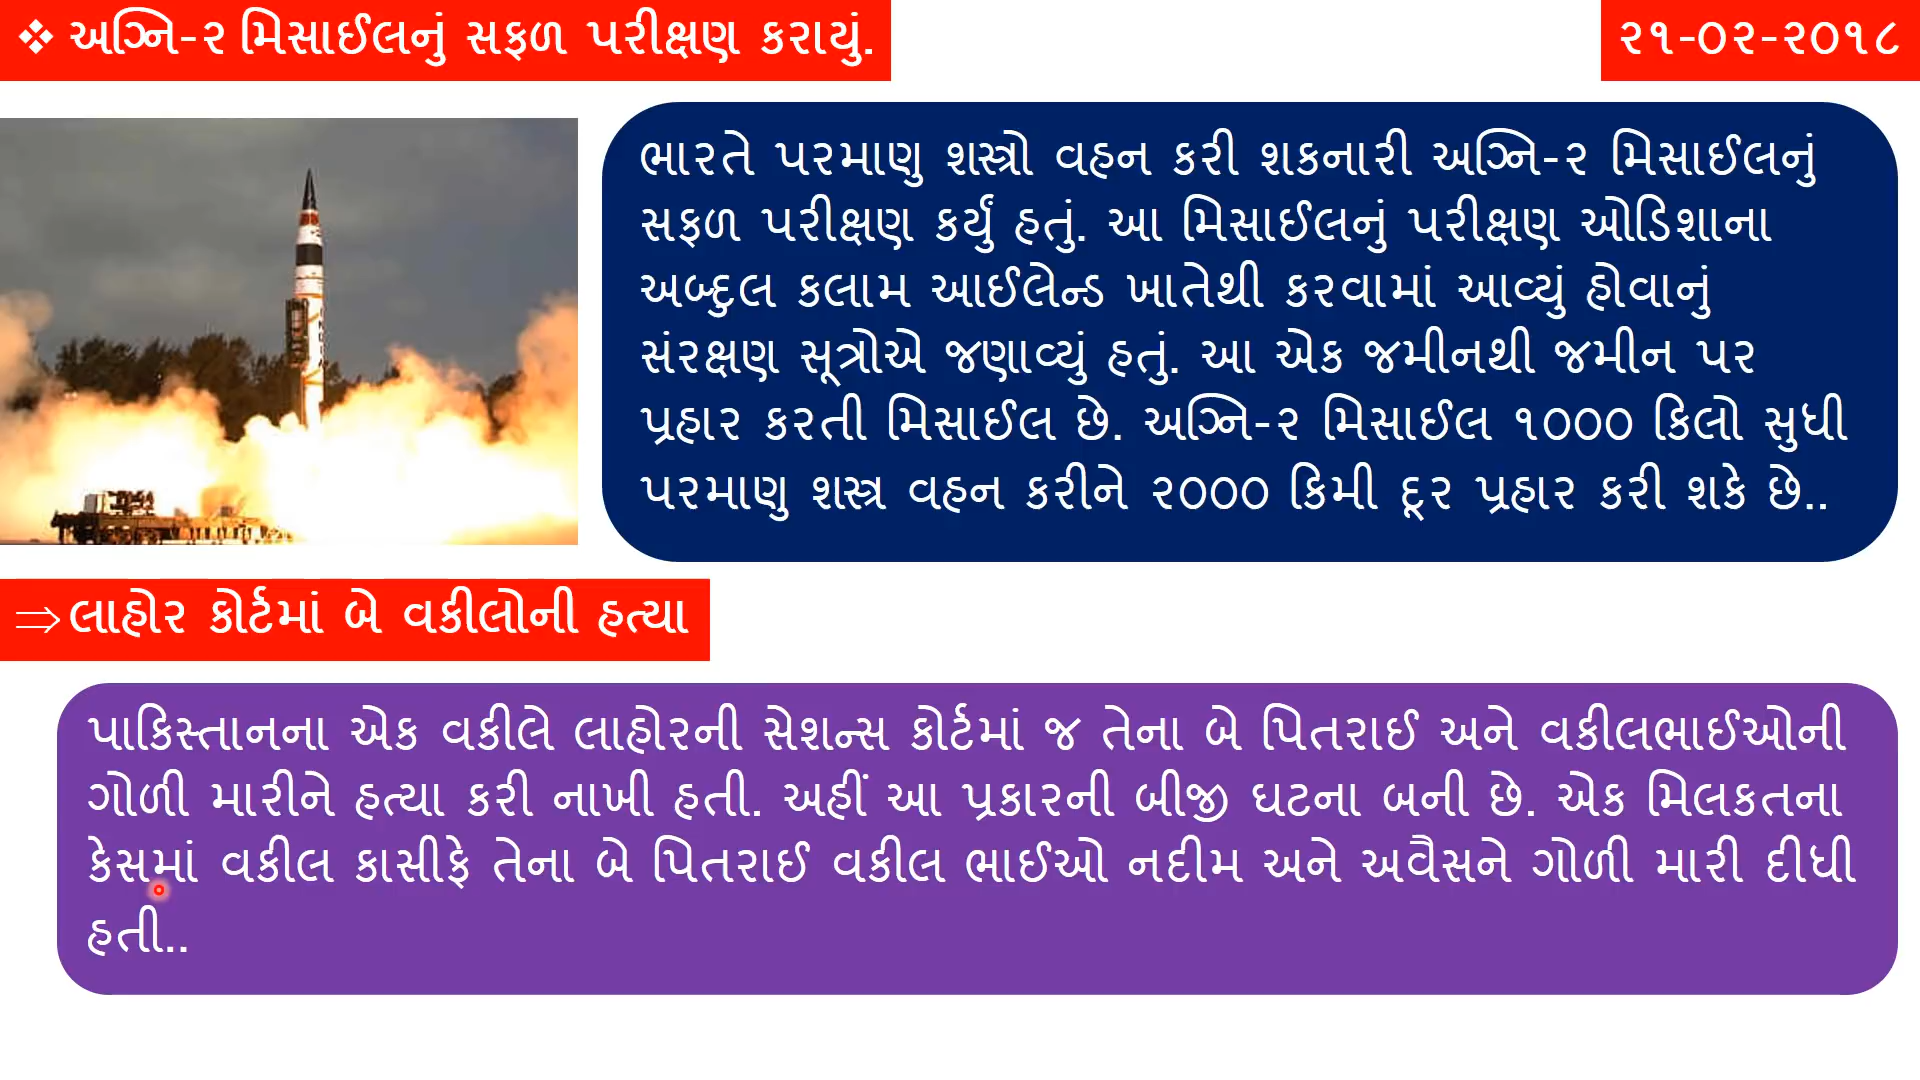 ❖ અગ્નિ-૨ મિસાઈલનું સફળ પરીક્ષણ કરાયું.
૨૧-૦૨-૨૦૧૮
ભારતે પરમાણુ શસ્ત્રો વહન કરી શકનારી અગ્નિ-૨ મિસાઈલનું
સફળ પરીક્ષણ કર્યું હતું. આ મિસાઈલનું પરીક્ષણ ઓડિશાના
અબ્દુલ કલામ આઈલેન્ડ ખાતેથી કરવામાં આવ્યું હોવાનું
સંરક્ષણ સૂત્રોએ જણાવ્યું હતું. આ એક જમીનથી જમીન પર
પ્રહાર કરતી મિસાઈલ છે. અગ્નિ-૨ મિસાઈલ ૧૦૦૦ કિલો સુધી
પરમાણુ શસ્ત્ર વહન કરીને ૨૦૦૦ કિમી દૂર પ્રહાર કરી શકે છે..
⇒લાહોર કોર્ટમાં બે વકીલોની હત્યા
પાકિસ્તાનના એક વકીલે લાહોરની સેશન્સ કોર્ટમાં જ તેના બે પિતરાઈ અને વકીલભાઈઓની
ગોળી મારીને હત્યા કરી નાખી હતી. અહીં આ પ્રકારની બીજી ઘટના બની છે. એક મિલકતના
કેસમાં વકીલ કાસીફે તેના બે પિતરાઈ વકીલ ભાઈઓ નદીમ અને અવૈસને ગોળી મારી દીધી
હતી..